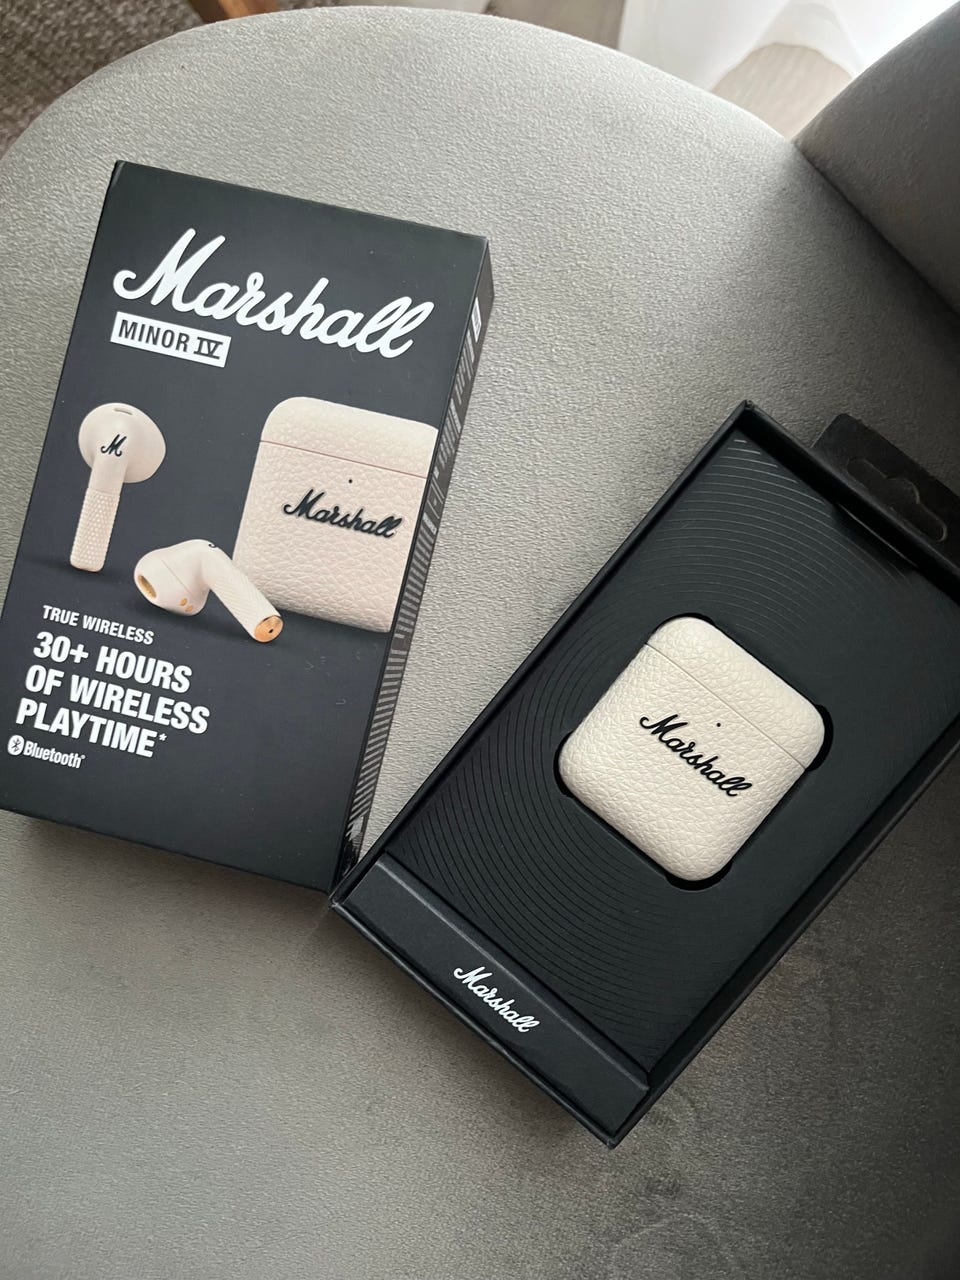 Marshall
MINOR IV
M
Marshall
TRUE WIRELESS
30+ HOURS
OF WIRELESS
PLAYTIME*
Bluetooth®
Marshall
Marshall